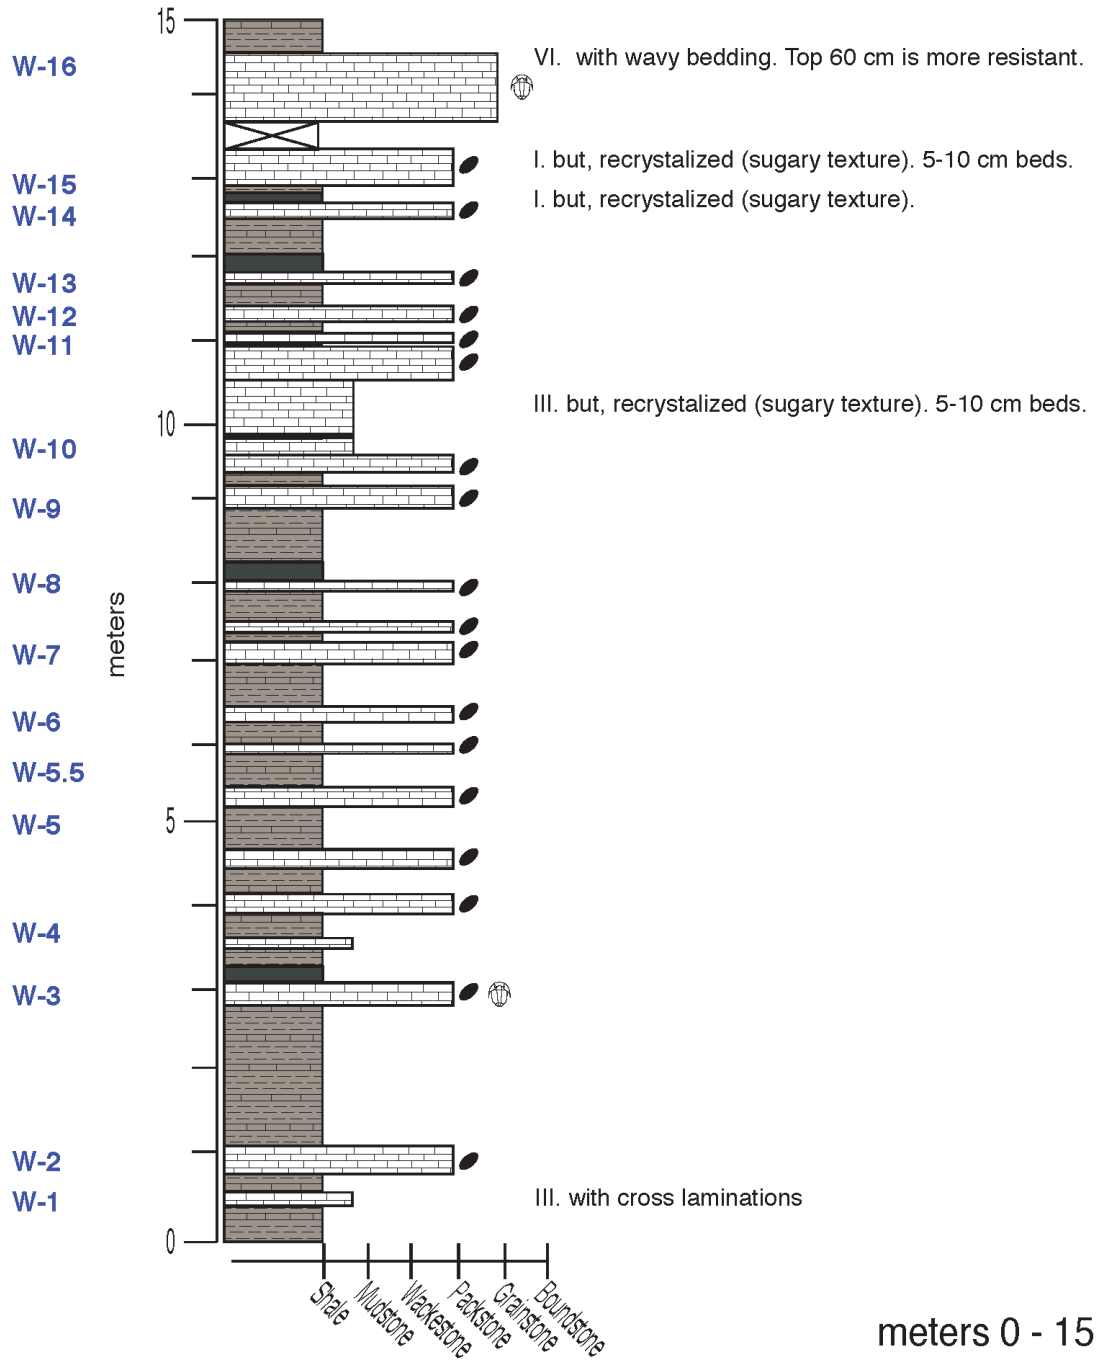 15
W-16
VI. with wavy bedding. Top 60 cm is more resistant.
I. but, recrystalized (sugary texture). 5-10 cm beds.
W-15
I. but, recrystalized (sugary texture).
W-14
W-13
W-12
W-11
III. but, recrystalized (sugary texture). 5-10 cm beds.
10
W-10
W-9
W-8
meters
W-7
W-6
W-5.5
5
W-5
W-4
W-3
W-2
W-1
III. with cross laminations
0
Shale
Mudstone
Wackestone
Packstone
Grainstone
Boundstone
meters 0 - 15